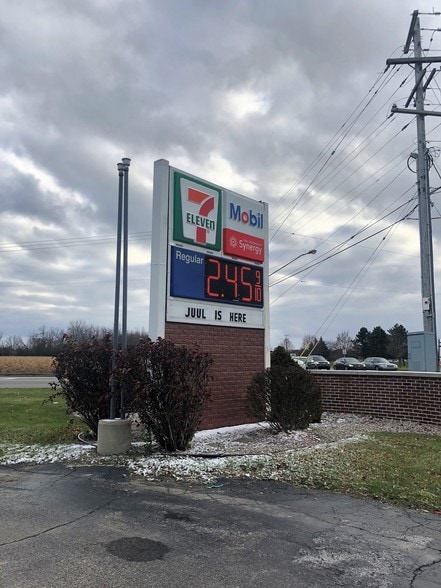 7
ELEVEN
Mobil
Synergy
Regular
2.45 9/10
JUUL IS HERE